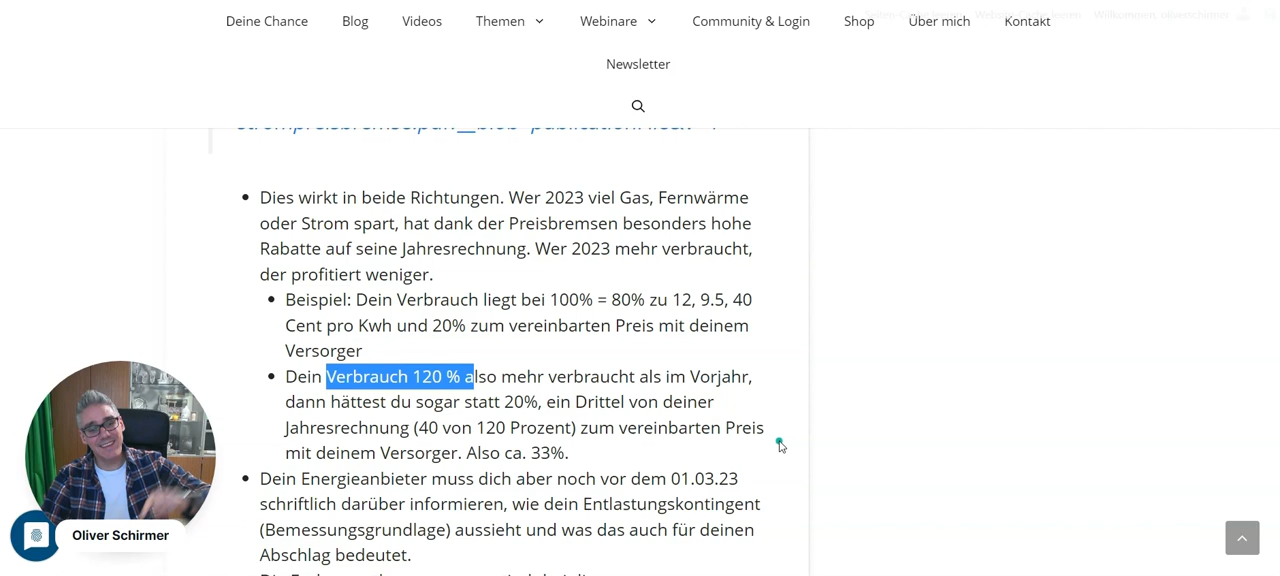 Deine Chance Blog Videos Themen Webinare Community & Login Shop Über mich Kontakt
Newsletter
Dies wirkt in beide Richtungen. Wer 2023 viel Gas, Fernwärme
oder Strom spart, hat dank der Preisbremsen besonders hohe
Rabatte auf seine Jahresrechnung. Wer 2023 mehr verbraucht,
der profitiert weniger.
Beispiel: Dein Verbrauch liegt bei 100% = 80% zu 12, 9.5, 40
Cent pro Kwh und 20% zum vereinbarten Preis mit deinem
Versorger
Dein Verbrauch 120 % also mehr verbraucht als im Vorjahr,
dann hättest du sogar statt 20%, ein Drittel von deiner
Jahresrechnung (40 von 120 Prozent) zum vereinbarten Preis
mit deinem Versorger. Also ca. 33%.
Dein Energieanbieter muss dich aber noch vor dem 01.03.23
schriftlich darüber informieren, wie dein Entlastungskontingent
(Bemessungsgrundlage) aussieht und was das auch für deinen
Abschlag bedeutet.
Oliver Schirmer